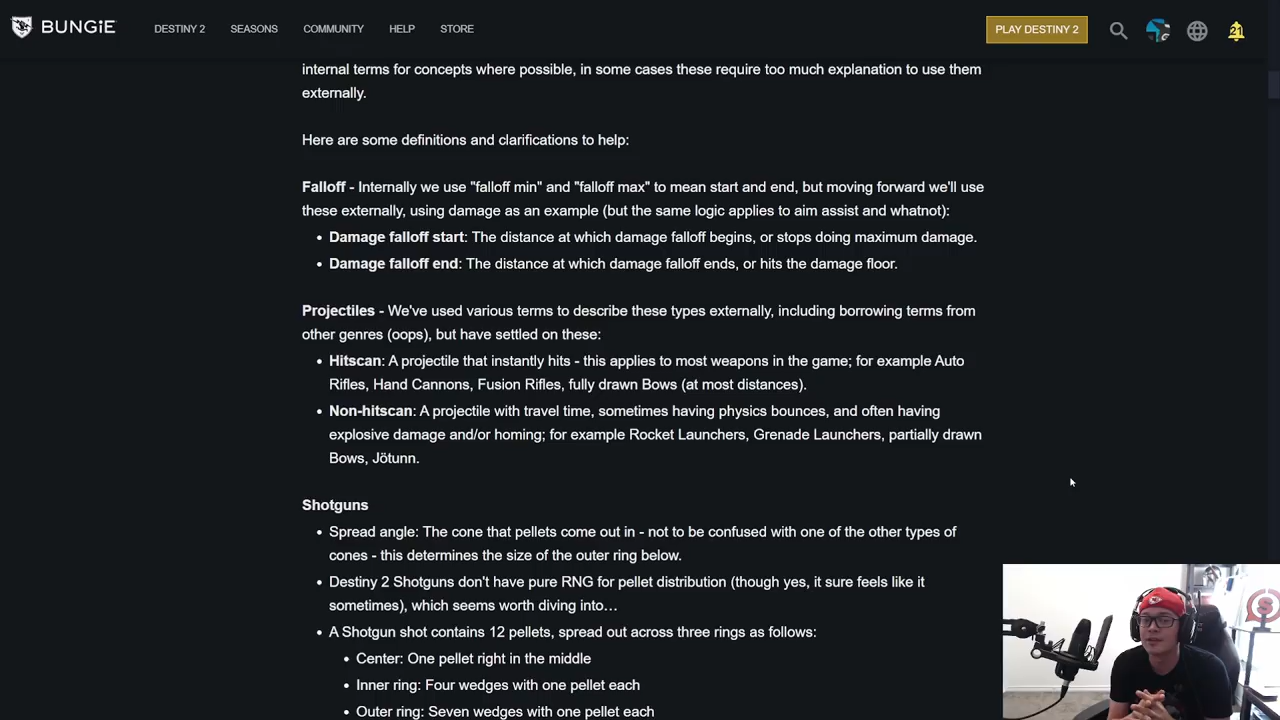 BUNGiE DESTINY 2 SEASONS COMMUNITY HELP STORE PLAY DESTINY 2 21
internal terms for concepts where possible, in some cases these require too much explanation to use them
externally.
Here are some definitions and clarifications to help:
Falloff - Internally we use "falloff min" and "falloff max" to mean start and end, but moving forward we'll use
these externally, using damage as an example (but the same logic applies to aim assist and whatnot):
• Damage falloff start: The distance at which damage falloff begins, or stops doing maximum damage.
• Damage falloff end: The distance at which damage falloff ends, or hits the damage floor.
Projectiles - We've used various terms to describe these types externally, including borrowing terms from
other genres (oops), but have settled on these:
• Hitscan: A projectile that instantly hits - this applies to most weapons in the game; for example Auto
Rifles, Hand Cannons, Fusion Rifles, fully drawn Bows (at most distances).
• Non-hitscan: A projectile with travel time, sometimes having physics bounces, and often having
explosive damage and/or homing; for example Rocket Launchers, Grenade Launchers, partially drawn
Bows, Jötunn.
Shotguns
• Spread angle: The cone that pellets come out in - not to be confused with one of the other types of
cones - this determines the size of the outer ring below.
• Destiny 2 Shotguns don't have pure RNG for pellet distribution (though yes, it sure feels like it
sometimes), which seems worth diving into…
• A Shotgun shot contains 12 pellets, spread out across three rings as follows:
• Center: One pellet right in the middle
• Inner ring: Four wedges with one pellet each
• Outer ring: Seven wedges with one pellet each